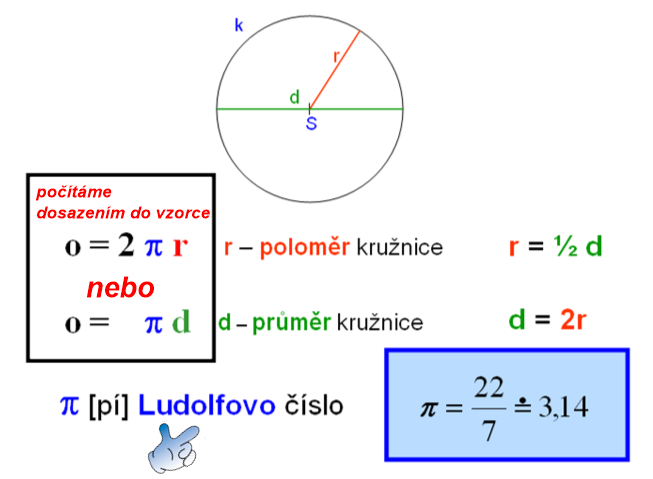 k
r
d
S
počítáme
dosazením do vzorce
o = 2 π r
r – poloměr kružnice
r = ½ d
nebo
o = π d
d – průměr kružnice
d = 2r
π [pí] Ludolfovo číslo
π = 22/7 ≐ 3,14